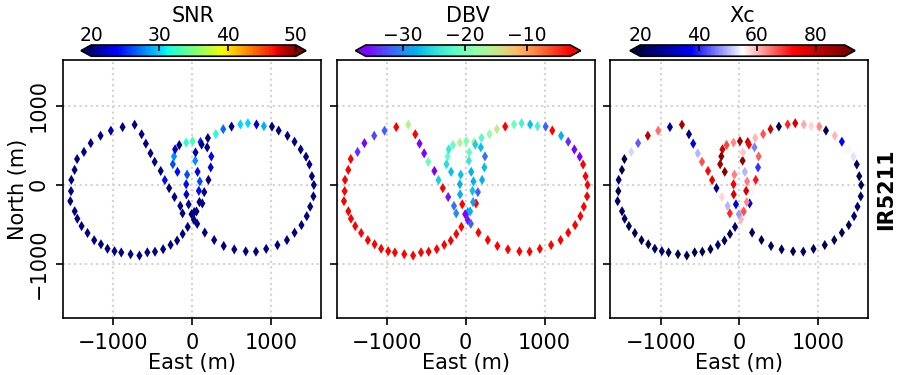 SNR DBV Xc
20 30 40 50 −30 −20 −10 20 40 60 80
1000
0
−1000
North (m)
IR5211
−1000 0 1000 −1000 0 1000 −1000 0 1000
East (m) East (m) East (m)